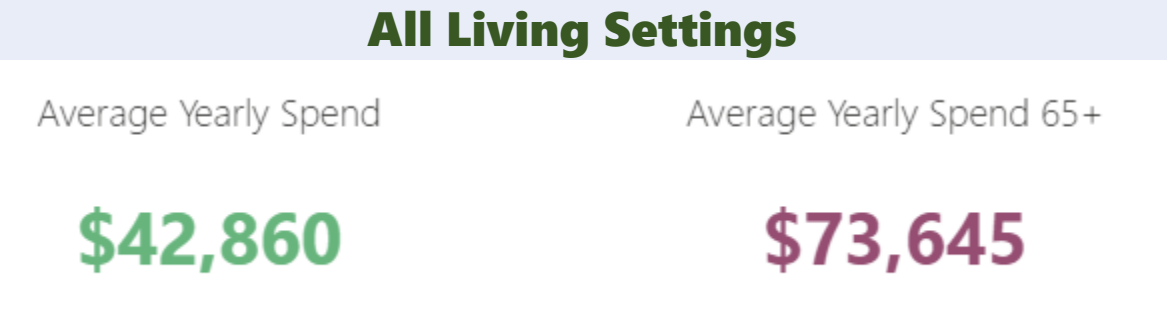 All Living Settings
Average Yearly Spend
Average Yearly Spend 65+
$42,860
$73,645